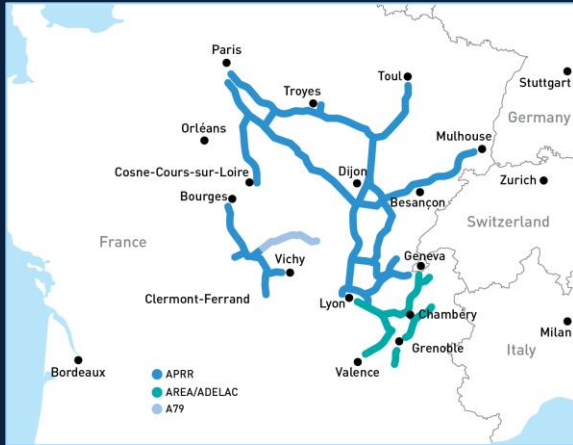 Paris
Troyes
Toul
Stuttgart
Germany
Orléans
Mulhouse
Cosne-Cours-sur-Loire
Dijon
Besançon
Zurich
Bourges
Switzerland
France
Vichy
Geneva
Clermont-Ferrand
Lyon
Chambéry
Milan
Grenoble
Italy
Valence
Bordeaux
APRR
AREA/ADELAC
A79